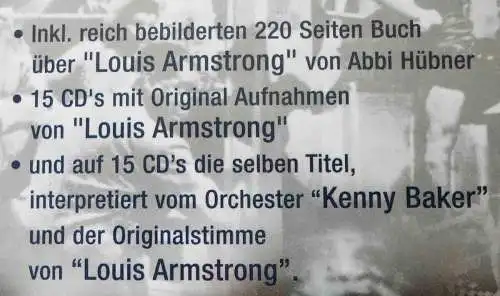 • Inkl. reich bebilderten 220 Seiten Buch
über "Louis Armstrong" von Abbi Hübner
• 15 CD's mit Original Aufnahmen
von "Louis Armstrong"
• und auf 15 CD’s die selben Titel,
interpretiert vom Orchester “Kenny Baker”
und der Originalstimme
von “Louis Armstrong”.